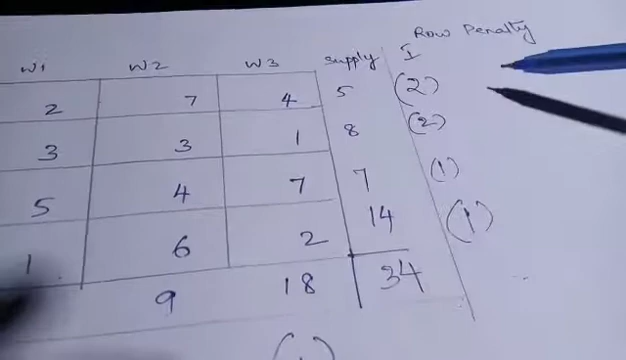 Row Penalty
W1 W2 W3 supply I
2 7 4 5 (2)
3 3 1 8 (2)
5 4 7 7 (1)
1 6 2 14 (1)
9 18 34
(1)